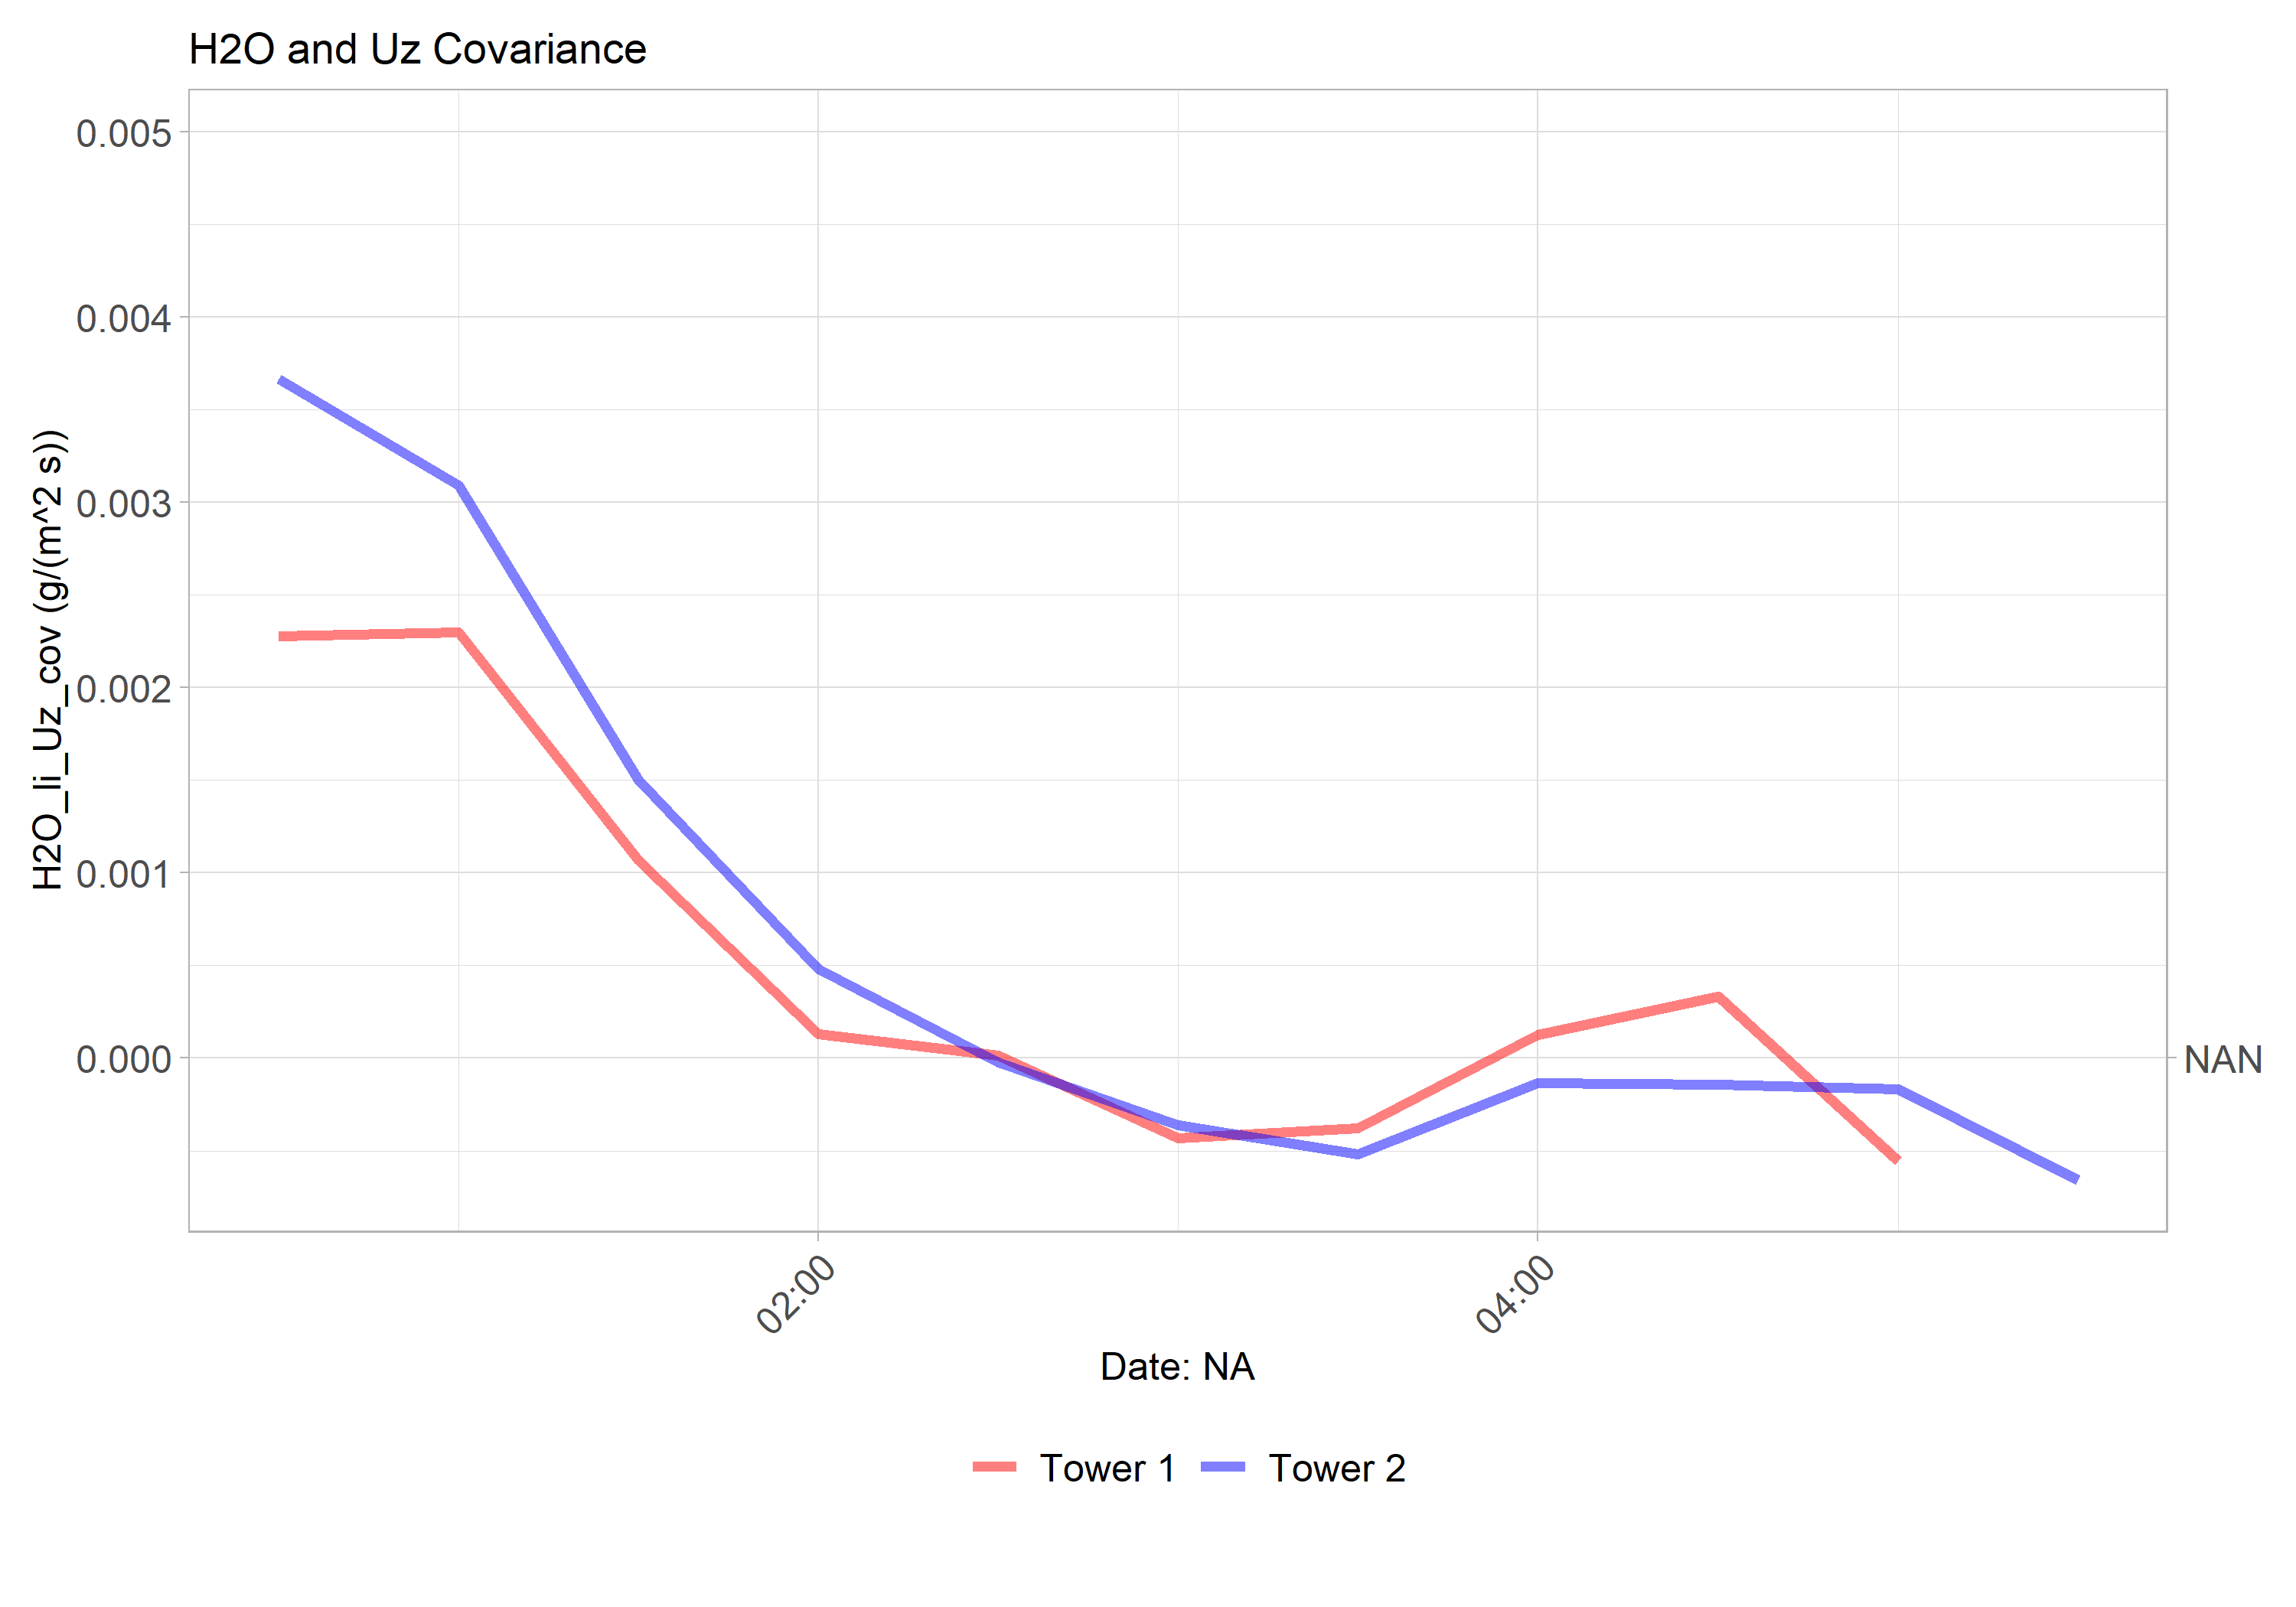 H2O and Uz Covariance
H2O_li_Uz_cov (g/(m^2 s))
0.005
0.004
0.003
0.002
0.001
0.000
NAN
02:00
04:00
Date: NA
Tower 1
Tower 2